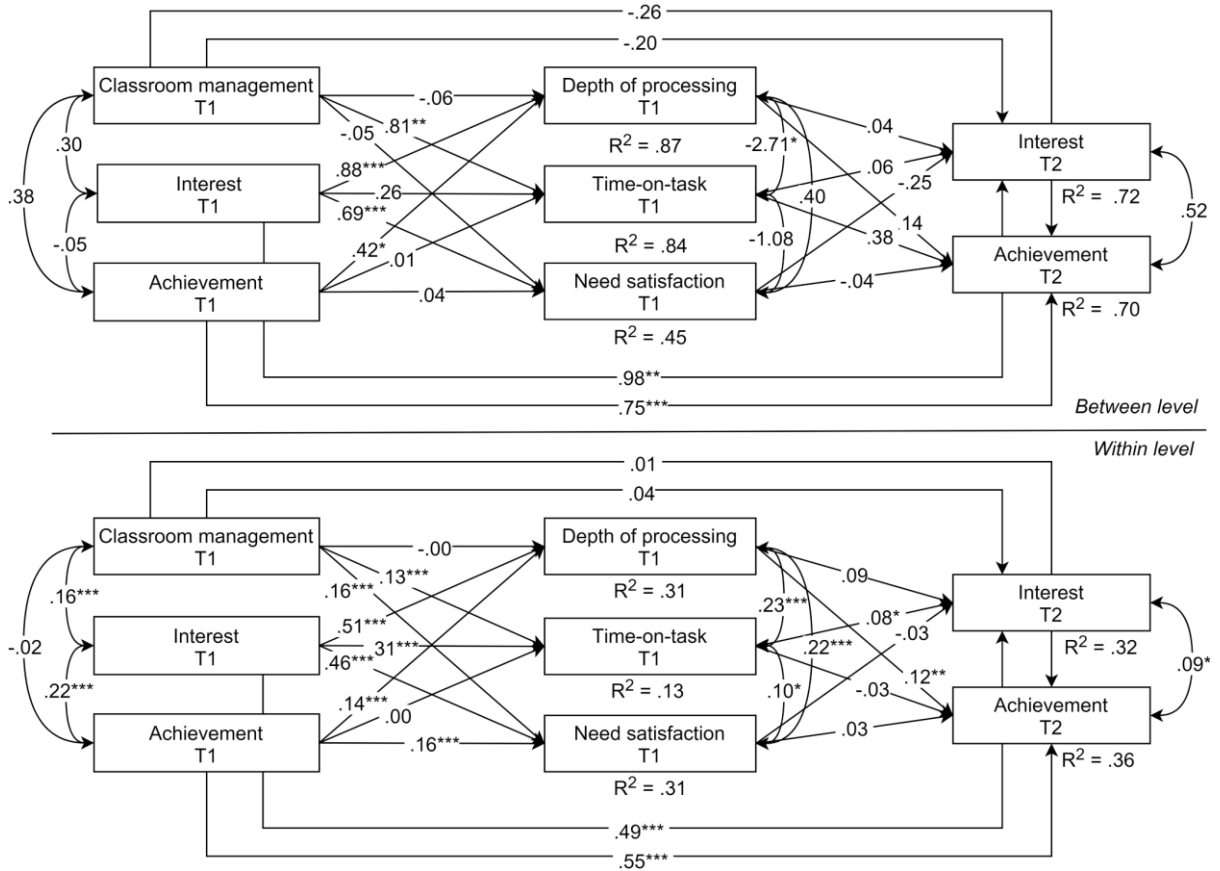 -.26
-.20
Classroom management
T1
Depth of processing
T1
R² = .87
Interest
T2
R² = .72
Interest
T1
Time-on-task
T1
R² = .84
Achievement
T2
R² = .70
Achievement
T1
Need satisfaction
T1
R² = .45
.38
.30
-.05
-.06
.81**
-.05
.88***
.26
.69***
.42*
.01
.04
-2.71*
.40
-1.08
.04
.06
-.25
.14
.38
-.04
.52
.98**
.75***
Between level
Within level
.01
.04
Classroom management
T1
Depth of processing
T1
R² = .31
Interest
T2
R² = .32
Interest
T1
Time-on-task
T1
R² = .13
Achievement
T2
R² = .36
Achievement
T1
Need satisfaction
T1
R² = .31
-.02
.16***
.22***
-.00
.13***
.16***
.51***
.31***
.46***
.14***
.00
.16***
.23***
.22***
.10*
.09
.08*
-.03
.12**
-.03
.03
.09*
.49***
.55***